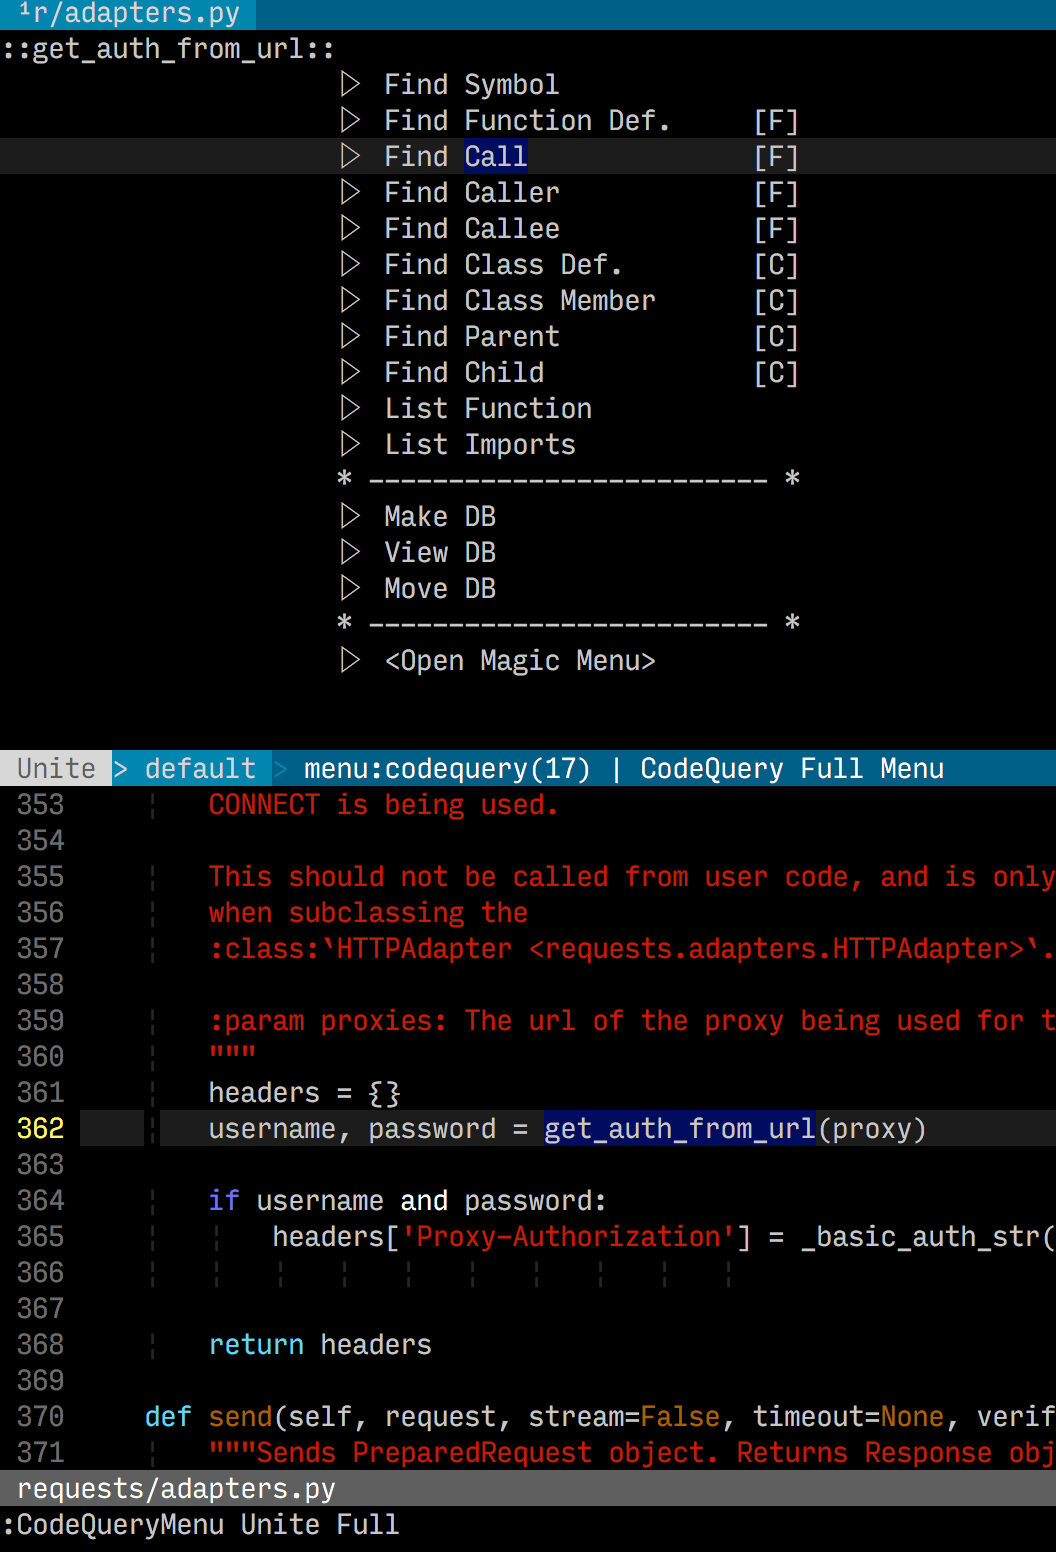 ¹r/adapters.py
::get_auth_from_url::
▷ Find Symbol
▷ Find Function Def. [F]
▷ Find Call [F]
▷ Find Caller [F]
▷ Find Callee [F]
▷ Find Class Def. [C]
▷ Find Class Member [C]
▷ Find Parent [C]
▷ Find Child [C]
▷ List Function
▷ List Imports
* ------------------------- *
▷ Make DB
▷ View DB
▷ Move DB
* ------------------------- *
▷ <Open Magic Menu>
Unite > default > menu:codequery(17) | CodeQuery Full Menu
353 ¦ CONNECT is being used.
354
355 ¦ This should not be called from user code, and is only
356 ¦ when subclassing the
357 ¦ :class:`HTTPAdapter <requests.adapters.HTTPAdapter>`.
358
359 ¦ :param proxies: The url of the proxy being used for t
360 ¦ """
361 ¦ headers = {}
362 ¦ username, password = get_auth_from_url(proxy)
363
364 ¦ if username and password:
365 ¦ ¦ headers['Proxy-Authorization'] = _basic_auth_str(
366 ¦ ¦ ¦ ¦ ¦ ¦ ¦ ¦ ¦ ¦
367
368 ¦ return headers
369
370 def send(self, request, stream=False, timeout=None, verif
371 ¦ """Sends PreparedRequest object. Returns Response obj
requests/adapters.py
:CodeQueryMenu Unite Full